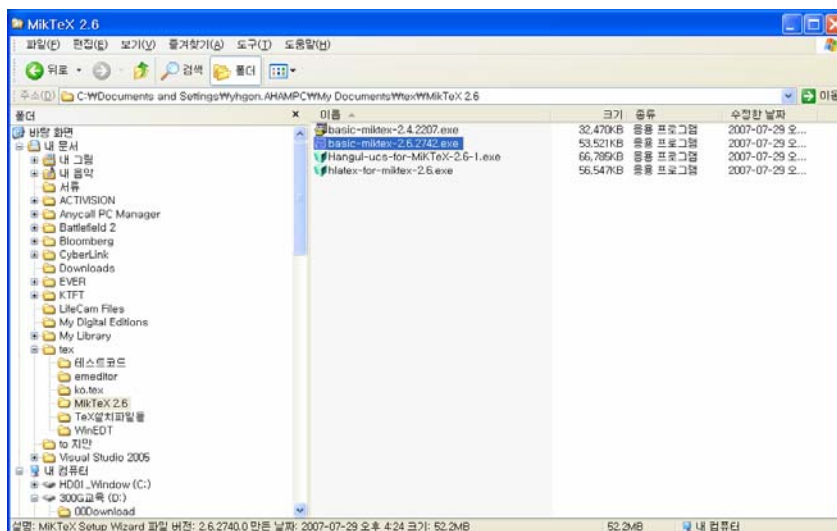 MikTeX 2.6
파일(F) 편집(E) 보기(V) 즐겨찾기(A) 도구(T) 도움말(H)
뒤로 검색 폴더
주소(D) C:\Documents and Settings\yhgon.AHAMPC\My Documents\tex\MikTeX 2.6 이동
폴더 x 이름 크기 종류 수정한 날짜
바탕 화면
내 문서
내 그림
내 음악
서류
ACTIVISION
Anycall PC Manager
Battlefield 2
Bloomberg
CyberLink
Downloads
EVER
KTFT
LifeCam Files
My Digital Editions
My Library
tex
테스트코드
emeditor
ko.tex
MikTeX 2.6
TeX설치파일들
WinEDT
to 지만
Visual Studio 2005
내 컴퓨터
HD01_Window (C:)
300G교육 (D:)
00Download
basic-miktex-2.4.2207.exe 32,470KB 응용 프로그램 2007-07-29 오...
basic-miktex-2.6.2742.exe 53,521KB 응용 프로그램 2007-07-29 오...
Hangul-ucs-for-MiKTeX-2.6-1.exe 66,785KB 응용 프로그램 2007-07-29 오...
hlatex-for-miktex-2.6.exe 56,547KB 응용 프로그램 2007-07-29 오...
설명: MiKTeX Setup Wizard 파일 버전: 2.6.2740.0 만든 날짜: 2007-07-29 오후 4:24 크기: 52.2MB 52.2MB 내 컴퓨터